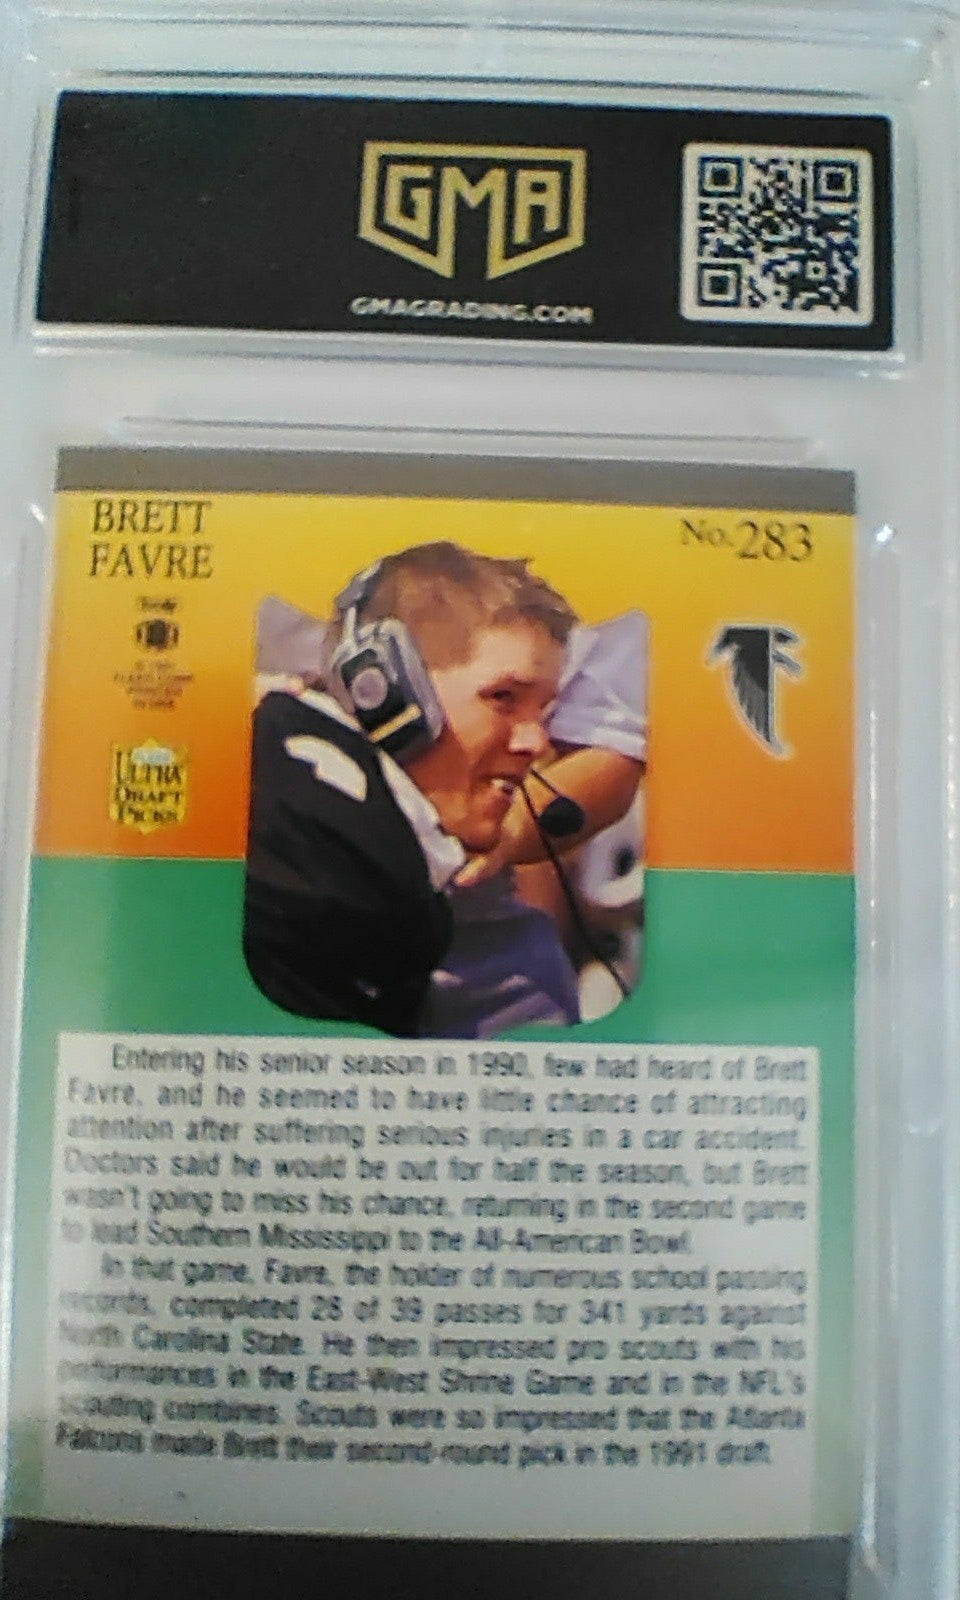 GMA
GMAGRADING.COM
BRETT
FAVRE
No. 283
ULTRA
DRAFT
PICKS
Entering his senior season in 1990, few had heard of Brett
Favre, and he seemed to have little chance of attracting
attention after suffering serious injuries in a car accident.
Doctors said he would be out for half the season, but Brett
wasn't going to miss his chance, returning in the second game
to lead Southern Mississippi to the All-American Bowl.
In that game, Favre, the holder of numerous school passing
records, completed 28 of 39 passes for 341 yards against
North Carolina State. He then impressed pro scouts with his
performances in the East-West Shrine Game and in the NFL's
scouting combines. Scouts were so impressed that the Atlanta
Falcons made Brett their second-round pick in the 1991 draft.